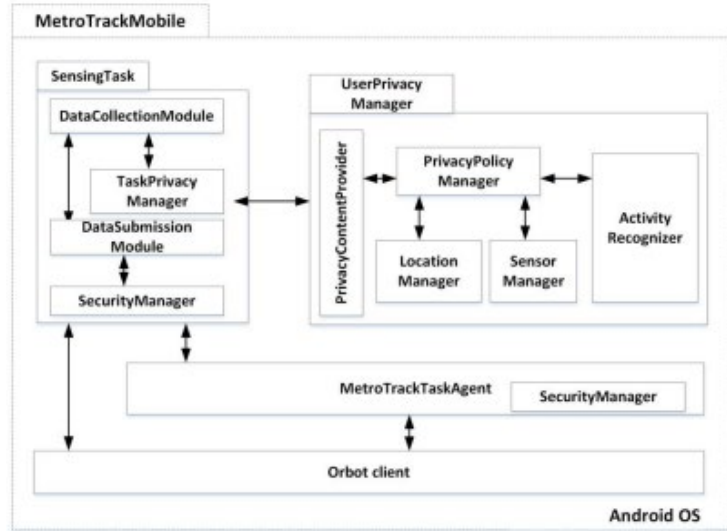 MetroTrackMobile
SensingTask
DataCollectionModule
TaskPrivacy
Manager
DataSubmission
Module
SecurityManager
UserPrivacy
Manager
PrivacyContentProvider
PrivacyPolicy
Manager
Location
Manager
Sensor
Manager
Activity
Recognizer
MetroTrackTaskAgent
SecurityManager
Orbot client
Android OS